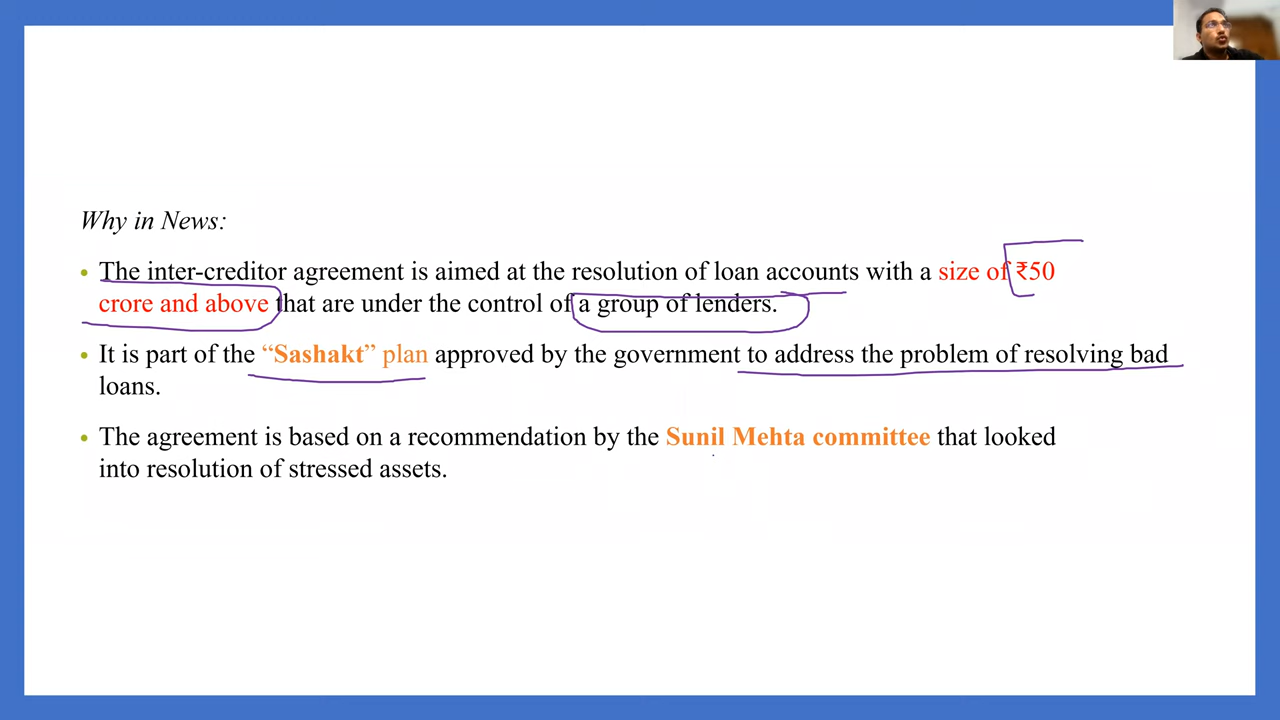 Why in News:
• The inter-creditor agreement is aimed at the resolution of loan accounts with a size of ₹50
crore and above that are under the control of a group of lenders.
• It is part of the “Sashakt” plan approved by the government to address the problem of resolving bad
loans.
• The agreement is based on a recommendation by the Sunil Mehta committee that looked
into resolution of stressed assets.